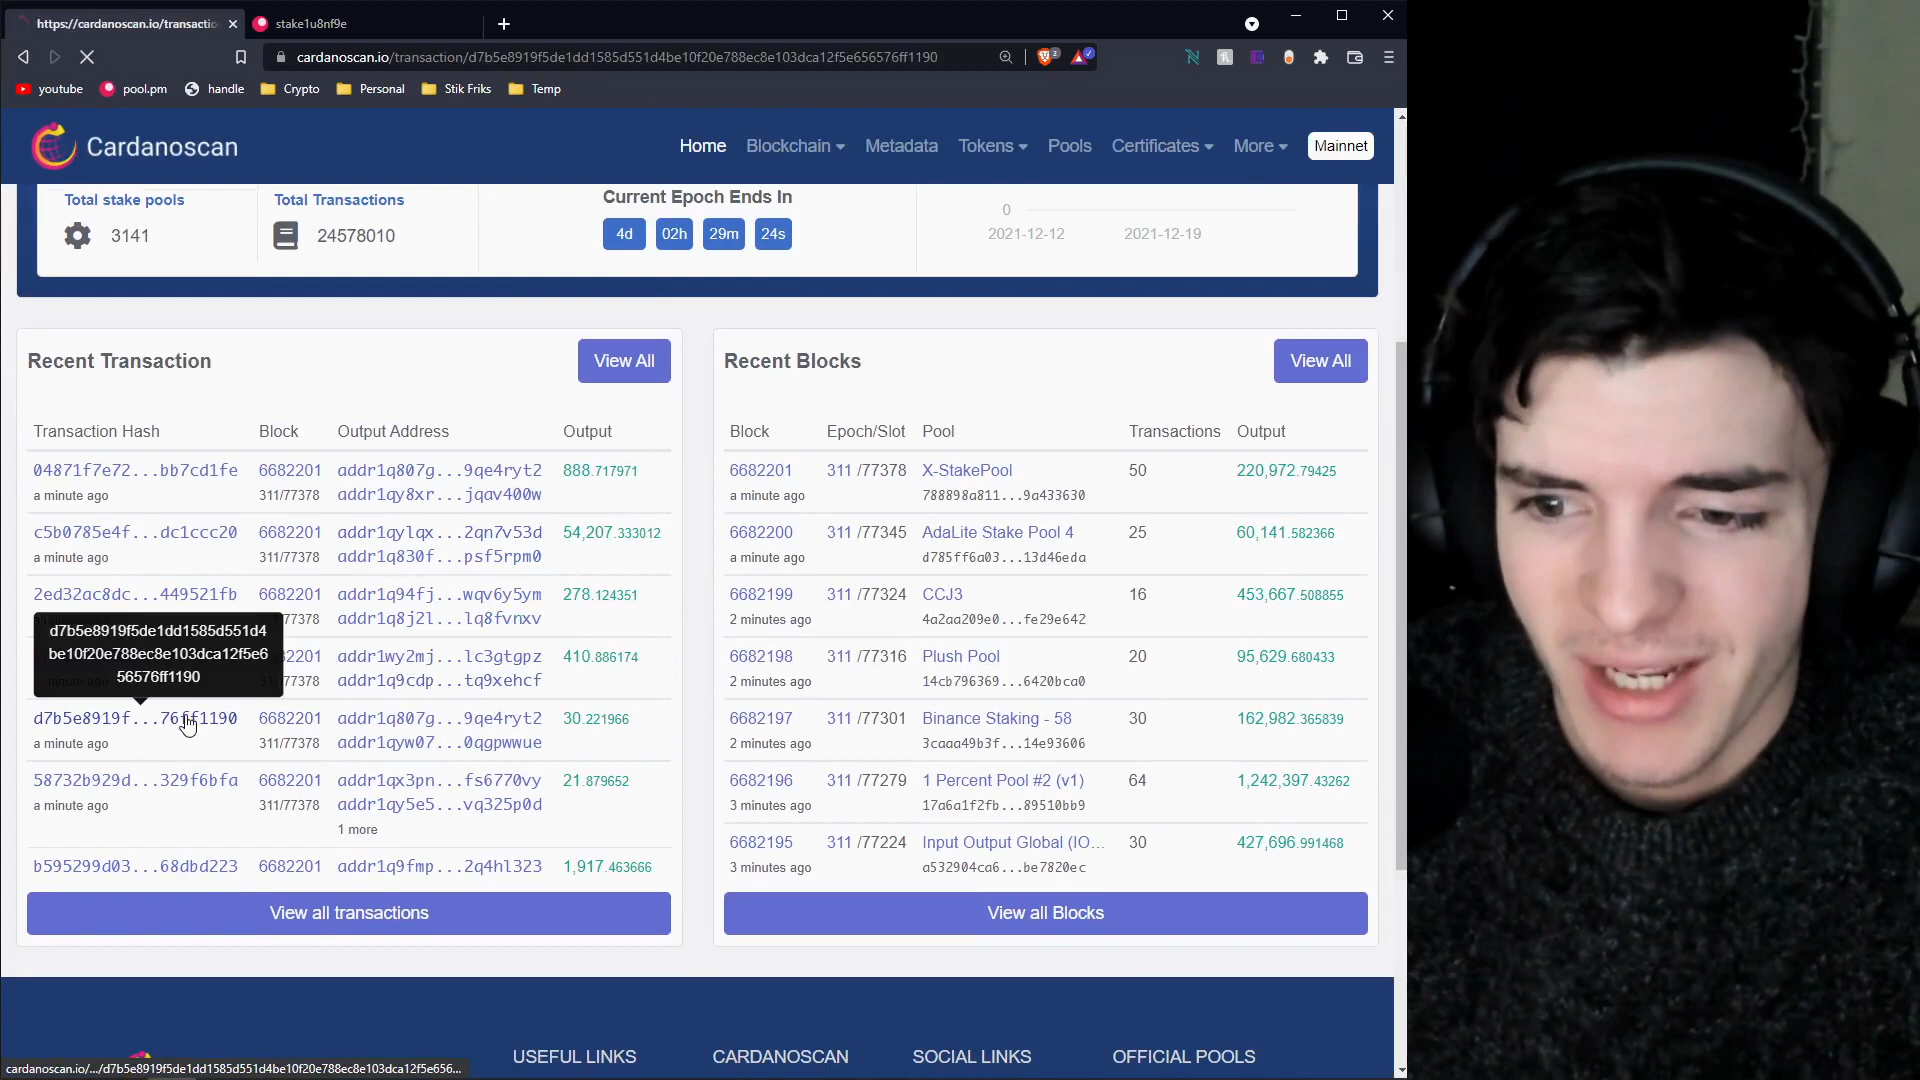 https://cardanoscan.io/transactio
stake1u8nf9e
cardanoscan.io/transaction/d7b5e8919f5de1dd1585d551d4be10f20e788ec8e103dca12f5e656576ff1190
3
youtube
pool.pm
handle
Crypto
Personal
Stik Friks
Temp
Cardanoscan
Home
Blockchain
Metadata
Tokens
Pools
Certificates
More
Mainnet
Total stake pools
3141
Total Transactions
24578010
Current Epoch Ends In
4d 02h 29m 24s
0
2021-12-12 2021-12-19
Recent Transaction
View All
Transaction Hash Block Output Address Output
04871f7e72...bb7cd1fe 6682201 addr1q807g...9qe4ryt2 888.717971
a minute ago 311/77378 addr1qy8xr...jqav400w
c5b0785e4f...dc1ccc20 6682201 addr1qylqx...2qn7v53d 54,207.333012
a minute ago 311/77378 addr1q830f...psf5rpm0
2ed32ac8dc...449521fb 6682201 addr1q94fj...wqv6y5ym 278.124351
77378 addr1q8j2l...lq8fvnxv
d7b5e8919f5de1dd1585d551d4
be10f20e788ec8e103dca12f5e6
56576ff1190
2201 addr1wy2mj...lc3gtgpz 410.886174
minute ago 77378 addr1q9cdp...tq9xehcf
d7b5e8919f...76ff1190 6682201 addr1q807g...9qe4ryt2 30.221966
a minute ago 311/77378 addr1qyw07...0qgpwwue
58732b929d...329f6bfa 6682201 addr1qx3pn...fs6770vy 21.879652
a minute ago 311/77378 addr1qy5e5...vq325p0d
1 more
b595299d03...68dbd223 6682201 addr1q9fmp...2q4hl323 1,917.463666
View all transactions
Recent Blocks
View All
Block Epoch/Slot Pool Transactions Output
6682201 311 /77378 X-StakePool 50 220,972.79425
a minute ago 788898a811...9a433630
6682200 311 /77345 AdaLite Stake Pool 4 25 60,141.582366
a minute ago d785ff6a03...13d46eda
6682199 311 /77324 CCJ3 16 453,667.508855
2 minutes ago 4a2aa209e0...fe29e642
6682198 311 /77316 Plush Pool 20 95,629.680433
2 minutes ago 14cb796369...6420bca0
6682197 311 /77301 Binance Staking - 58 30 162,982.365839
2 minutes ago 3caaa49b3f...14e93606
6682196 311 /77279 1 Percent Pool #2 (v1) 64 1,242,397.43262
3 minutes ago 17a6a1f2fb...89510bb9
6682195 311 /77224 Input Output Global (IO... 30 427,696.991468
3 minutes ago a532904ca6...be7820ec
View all Blocks
USEFUL LINKS
CARDANOSCAN
SOCIAL LINKS
OFFICIAL POOLS
cardanoscan.io/.../d7b5e8919f5de1dd1585d551d4be10f20e788ec8e103dca12f5e656...